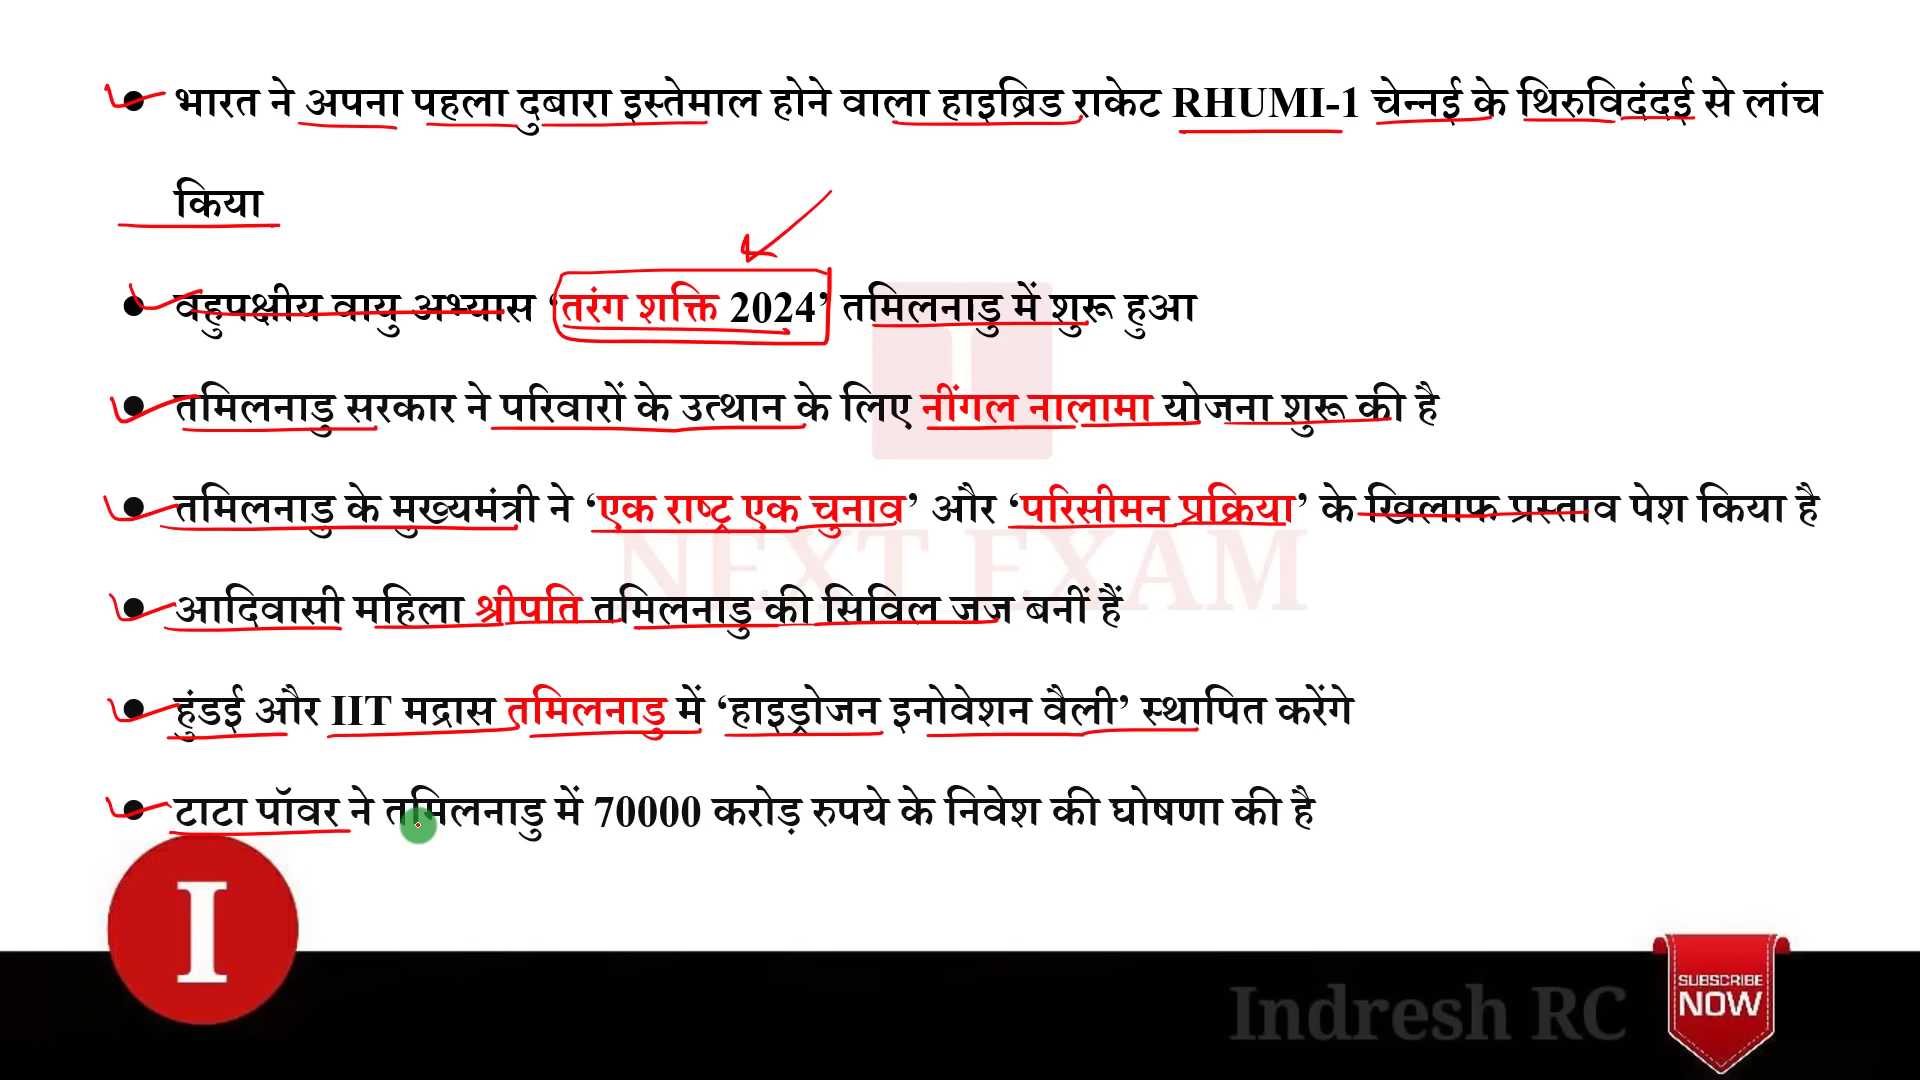 • भारत ने अपना पहला दुबारा इस्तेमाल होने वाला हाइब्रिड राकेट RHUMI-1 चेन्नई के थिरुविदंदई से लांच
किया
• वहुपक्षीय वायु अभ्यास ‘तरंग शक्ति 2024’ तमिलनाडु में शुरू हुआ
• तमिलनाडु सरकार ने परिवारों के उत्थान के लिए नींगल नालामा योजना शुरू की है
• तमिलनाडु के मुख्यमंत्री ने ‘एक राष्ट्र एक चुनाव’ और ‘परिसीमन प्रक्रिया’ के खिलाफ प्रस्ताव पेश किया है
NEXT EXAM
• आदिवासी महिला श्रीपति तमिलनाडु की सिविल जज बनीं हैं
• हुंडई और IIT मद्रास तमिलनाडु में ‘हाइड्रोजन इनोवेशन वैली’ स्थापित करेंगे
• टाटा पॉवर ने तमिलनाडु में 70000 करोड़ रुपये के निवेश की घोषणा की है
I
Indresh RC
SUBSCRIBE
NOW